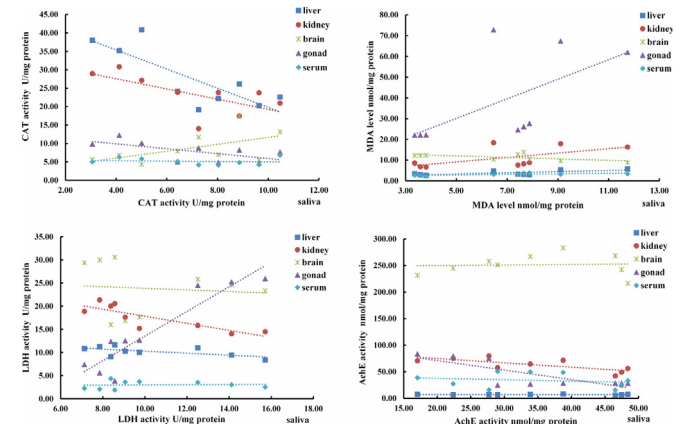 45.00
40.00
35.00
30.00
25.00
20.00
15.00
10.00
5.00
0.00
CAT activity U/mg protein
2.00 4.00 6.00 8.00 10.00 12.00
CAT activity U/mg protein saliva
liver
kidney
brain
gonad
serum
80.00
70.00
60.00
50.00
40.00
30.00
20.00
10.00
0.00
MDA level nmol/mg protein
3.00 5.00 7.00 9.00 11.00 13.00
MDA level nmol/mg protein saliva
liver
kidney
brain
gonad
serum
35.00
30.00
25.00
20.00
15.00
10.00
5.00
0.00
LDH activity U/mg protein
6.00 8.00 10.00 12.00 14.00 16.00 18.00
LDH activity U/mg protein saliva
liver
kidney
brain
gonad
serum
300.00
250.00
200.00
150.00
100.00
50.00
0.00
AchE activity nmol/mg protein
15.00 20.00 25.00 30.00 35.00 40.00 45.00 50.00
AchE activity nmol/mg protein saliva
liver
kidney
brain
gonad
serum